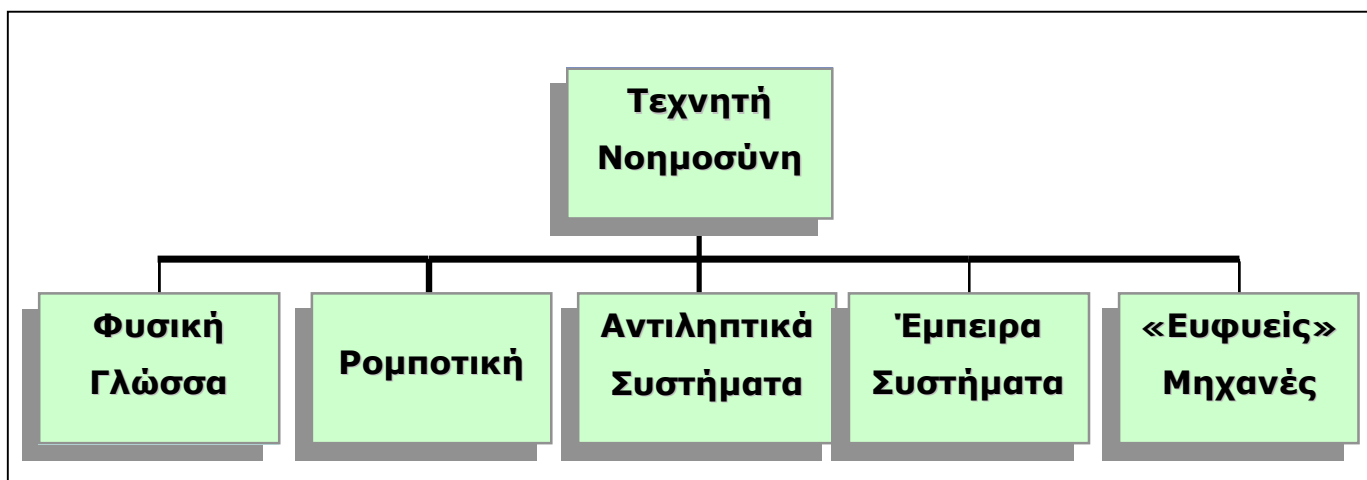 Τεχνητή
Νοημοσύνη
Φυσική
Γλώσσα
Ρομποτική
Αντιληπτικά
Συστήματα
Έμπειρα
Συστήματα
«Ευφυείς»
Μηχανές